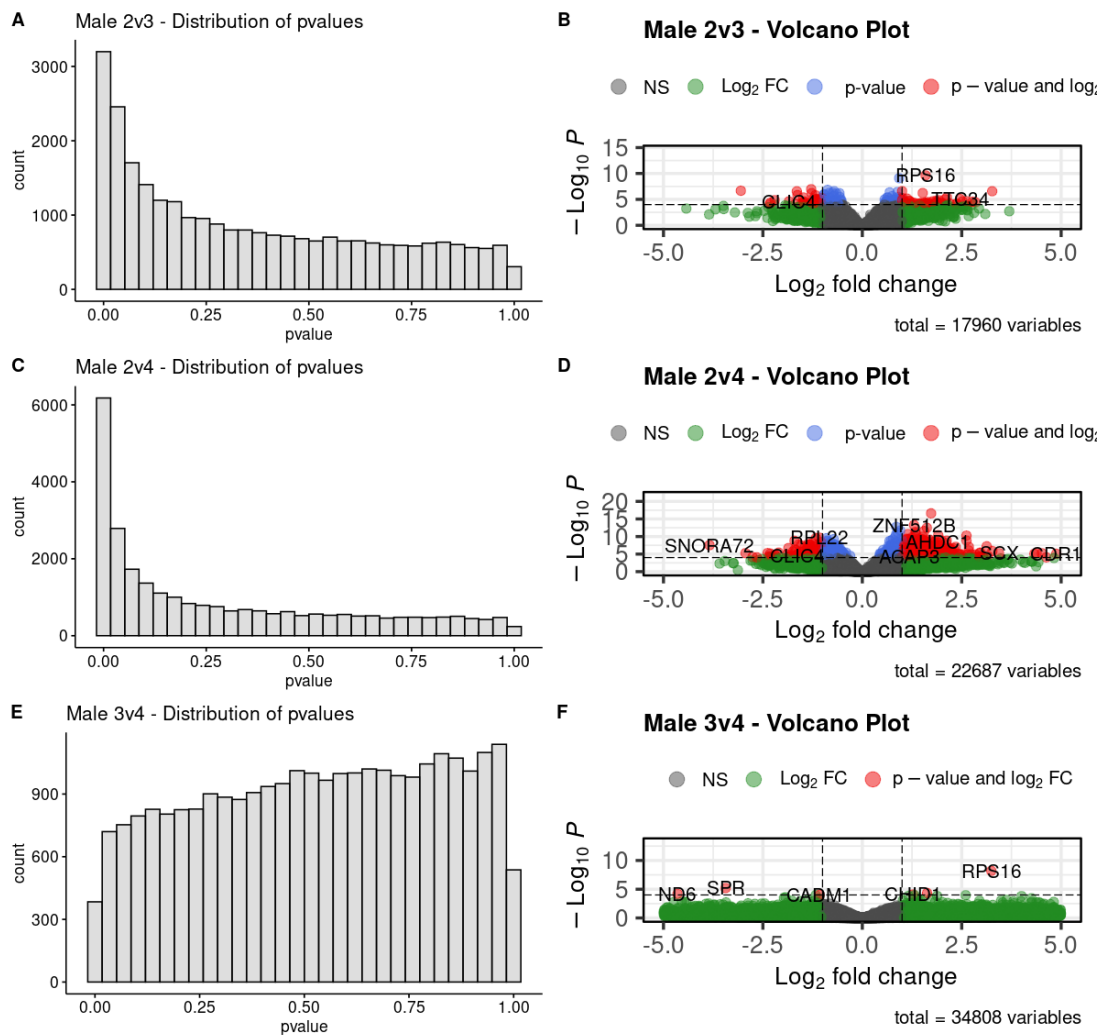 A
Male 2v3 - Distribution of pvalues
3000
2000
1000
0
count
0.00 0.25 0.50 0.75 1.00
pvalue
B
Male 2v3 - Volcano Plot
NS Log2 FC p-value p − value and log2
15
10
5
0
− Log10 P
RPS16
CLIC4 TTC34
-5.0 -2.5 0.0 2.5 5.0
Log2 fold change
total = 17960 variables
C
Male 2v4 - Distribution of pvalues
6000
4000
2000
0
count
0.00 0.25 0.50 0.75 1.00
pvalue
D
Male 2v4 - Volcano Plot
NS Log2 FC p-value p − value and log2
20
15
10
5
0
− Log10 P
ZNF512B
RPL22
AHDC1
SNORA72
SCX CDR1
CLIC4 AGAP3
-5.0 -2.5 0.0 2.5 5.0
Log2 fold change
total = 22687 variables
E
Male 3v4 - Distribution of pvalues
900
600
300
0
count
0.00 0.25 0.50 0.75 1.00
pvalue
F
Male 3v4 - Volcano Plot
NS Log2 FC p − value and log2 FC
10
5
0
− Log10 P
RPS16
ND6 SPR CADM1 CHID1
-5.0 -2.5 0.0 2.5 5.0
Log2 fold change
total = 34808 variables